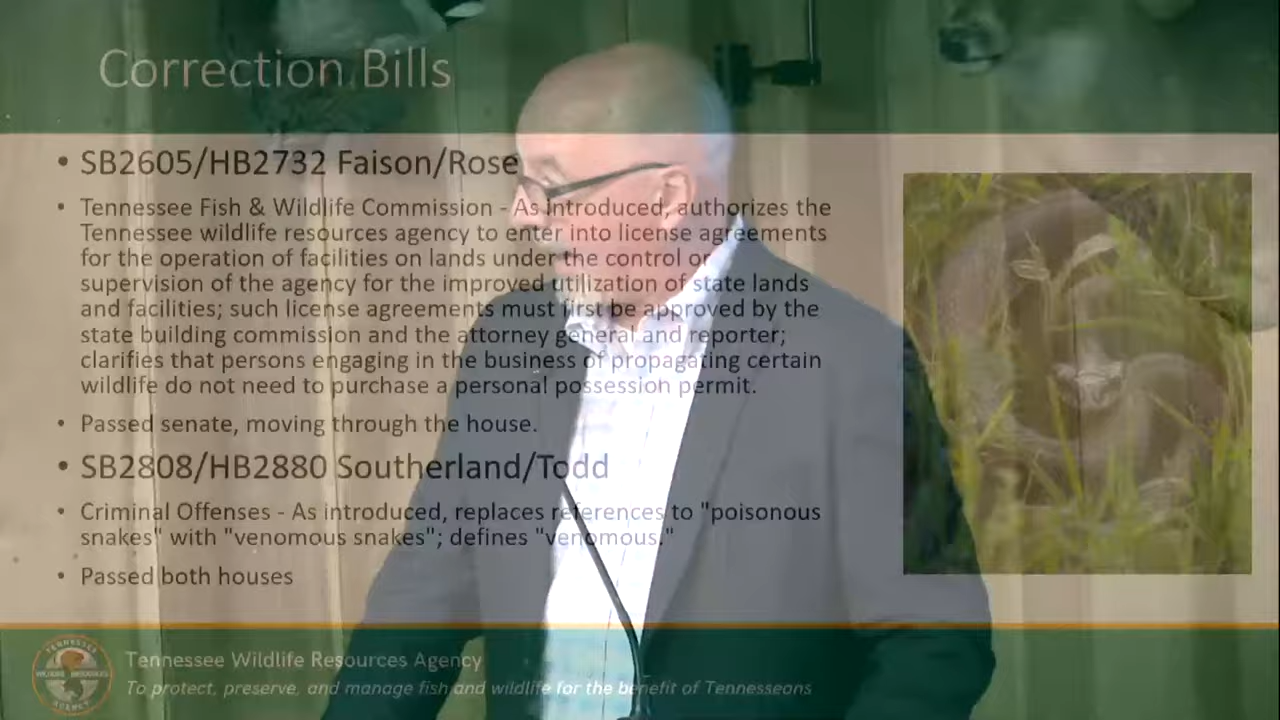 Correction Bills
• SB2605/HB2732 Faison/Rose
• Tennessee Fish & Wildlife Commission - As introduced, authorizes the
Tennessee wildlife resources agency to enter into license agreements
for the operation of facilities on lands under the control or
supervision of the agency for the improved utilization of state lands
and facilities; such license agreements must first be approved by the
state building commission and the attorney general and reporter;
clarifies that persons engaging in the business of propagating certain
wildlife do not need to purchase a personal possession permit.
• Passed senate, moving through the house.
• SB2808/HB2880 Southerland/Todd
• Criminal Offenses - As introduced, replaces references to "poisonous
snakes" with "venomous snakes"; defines "venomous."
• Passed both houses
TENNESSEE
WILDLIFE RESOURCES
AGENCY
Tennessee Wildlife Resources Agency
To protect, preserve, and manage fish and wildlife for the benefit of Tennesseans